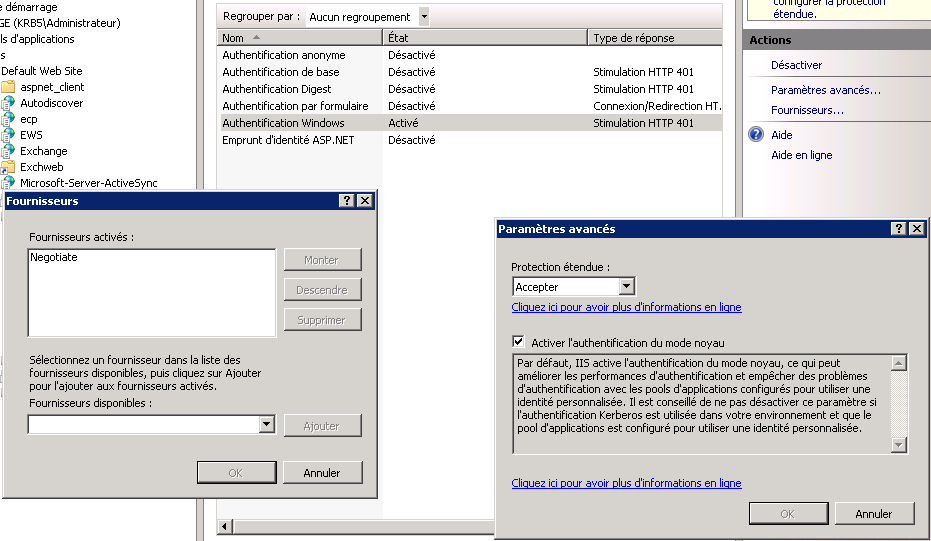 e démarrage
GE (KRB5\Administrateur)
ls d'applications
s
Default Web Site
aspnet_client
Autodiscover
ecp
EWS
Exchange
Exchweb
Microsoft-Server-ActiveSync
Regrouper par :
Aucun regroupement
Nom
État
Type de réponse
Authentification anonyme
Désactivé
Authentification de base
Désactivé
Stimulation HTTP 401
Authentification Digest
Désactivé
Stimulation HTTP 401
Authentification par formulaire
Désactivé
Connexion/Redirection HT...
Authentification Windows
Activé
Stimulation HTTP 401
Emprunt d'identité ASP.NET
Désactivé
configurer la protection
étendue.
Actions
Désactiver
Paramètres avancés...
Fournisseurs...
Aide
Aide en ligne
Fournisseurs
Fournisseurs activés :
Negotiate
Monter
Descendre
Supprimer
Sélectionnez un fournisseur dans la liste des
fournisseurs disponibles, puis cliquez sur Ajouter
pour l'ajouter aux fournisseurs activés.
Fournisseurs disponibles :
Ajouter
OK
Annuler
Paramètres avancés
Protection étendue :
Accepter
Cliquez ici pour avoir plus d'informations en ligne
Activer l'authentification du mode noyau
Par défaut, IIS active l'authentification du mode noyau, ce qui peut
améliorer les performances d'authentification et empêcher des problèmes
d'authentification avec les pools d'applications configurés pour utiliser une
identité personnalisée. Il est conseillé de ne pas désactiver ce paramètre si
l'authentification Kerberos est utilisée dans votre environnement et que le
pool d'applications est configuré pour utiliser une identité personnalisée.
Cliquez ici pour avoir plus d'informations en ligne
OK
Annuler